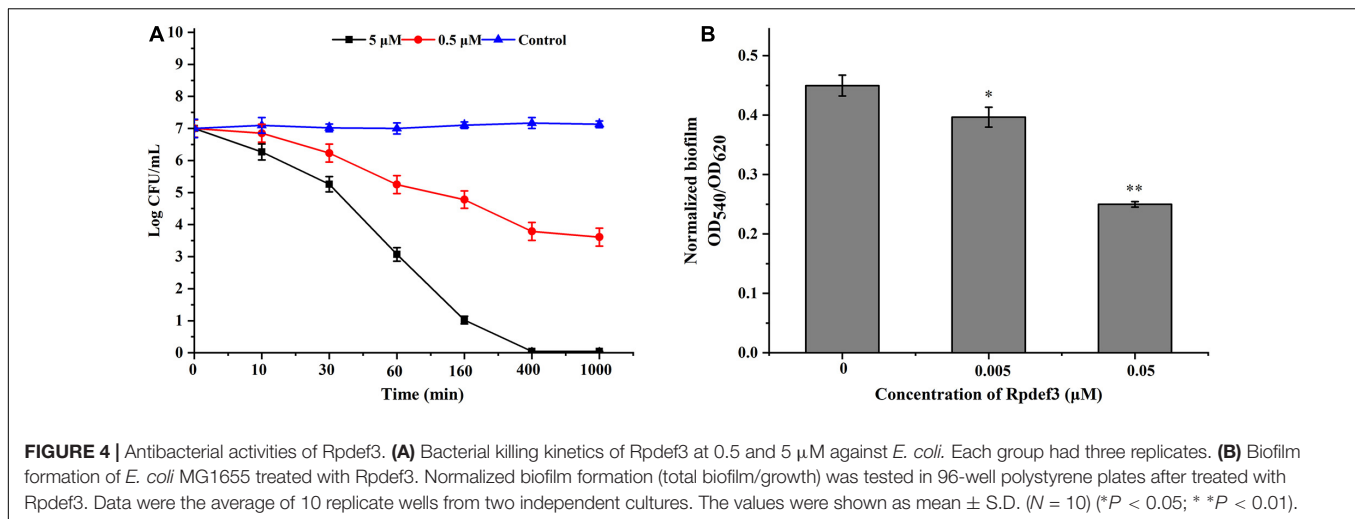 A
5 μM 0.5 μM Control
10
9
8
7
6
5
4
3
2
1
0
Log CFU/mL
0 10 30 60 160 400 1000
Time (min)
B
0.5
0.4
0.3
0.2
0.1
0.0
Normalized biofilm
OD540/OD620
*
**
0 0.005 0.05
Concentration of Rpdef3 (μM)
FIGURE 4 | Antibacterial activities of Rpdef3. (A) Bacterial killing kinetics of Rpdef3 at 0.5 and 5 μM against E. coli. Each group had three replicates. (B) Biofilm
formation of E. coli MG1655 treated with Rpdef3. Normalized biofilm formation (total biofilm/growth) was tested in 96-well polystyrene plates after treated with
Rpdef3. Data were the average of 10 replicate wells from two independent cultures. The values were shown as mean ± S.D. (N = 10) (*P < 0.05; * *P < 0.01).